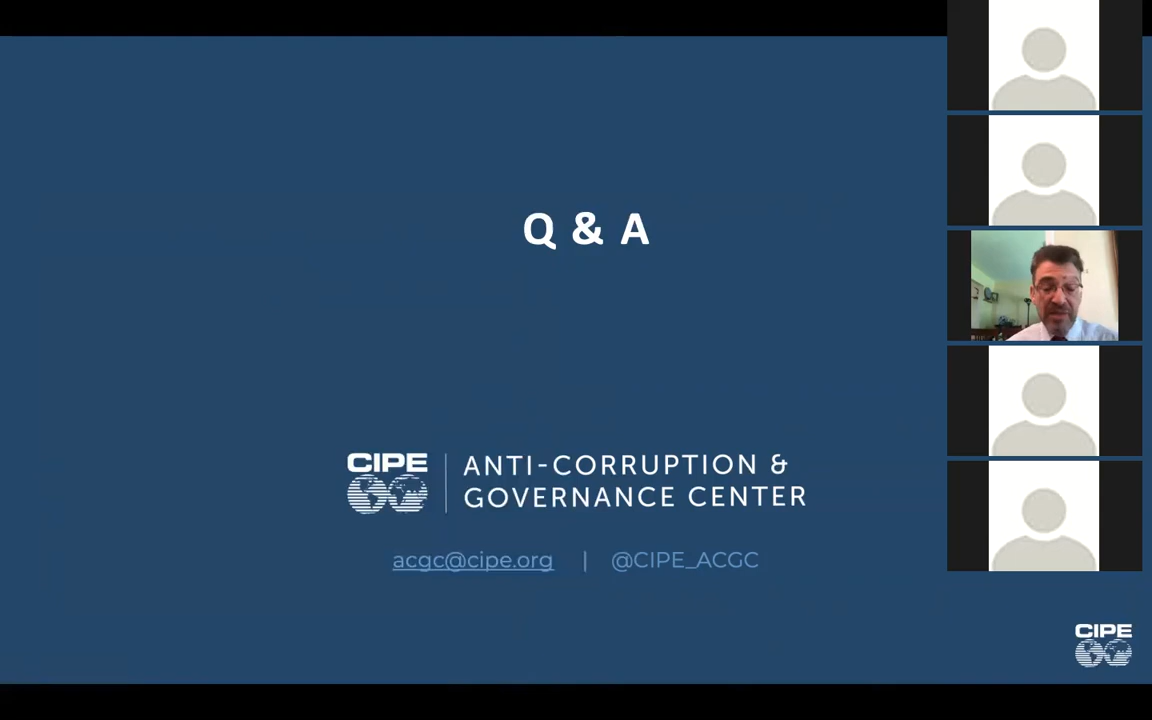 Q & A
CIPE
ANTI-CORRUPTION &
GOVERNANCE CENTER
acgc@cipe.org | @CIPE_ACGC
CIPE